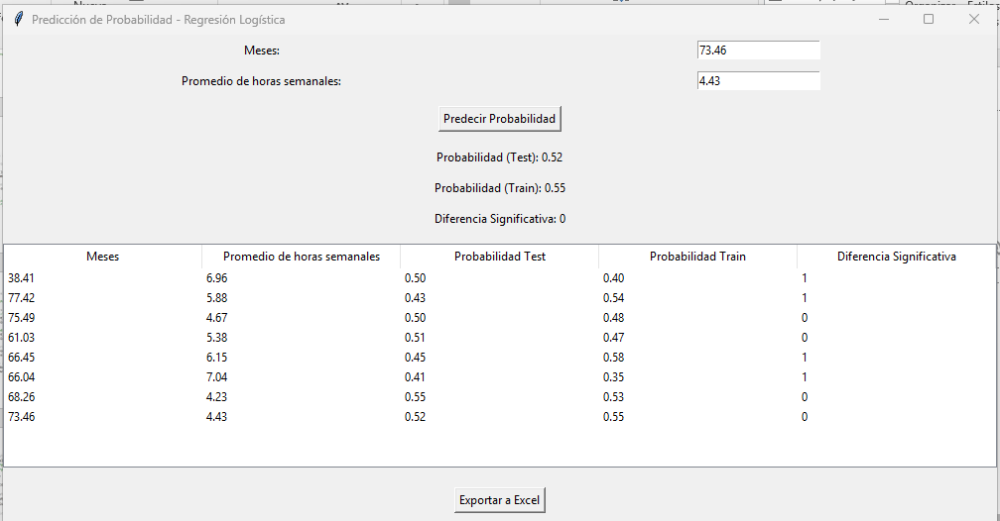 Predicción de Probabilidad - Regresión Logística
Meses: 73.46
Promedio de horas semanales: 4.43
Predecir Probabilidad
Probabilidad (Test): 0.52
Probabilidad (Train): 0.55
Diferencia Significativa: 0
Meses Promedio de horas semanales Probabilidad Test Probabilidad Train Diferencia Significativa
38.41 6.96 0.50 0.40 1
77.42 5.88 0.43 0.54 1
75.49 4.67 0.50 0.48 0
61.03 5.38 0.51 0.47 0
66.45 6.15 0.45 0.58 1
66.04 7.04 0.41 0.35 1
68.26 4.23 0.55 0.53 0
73.46 4.43 0.52 0.55 0
Exportar a Excel